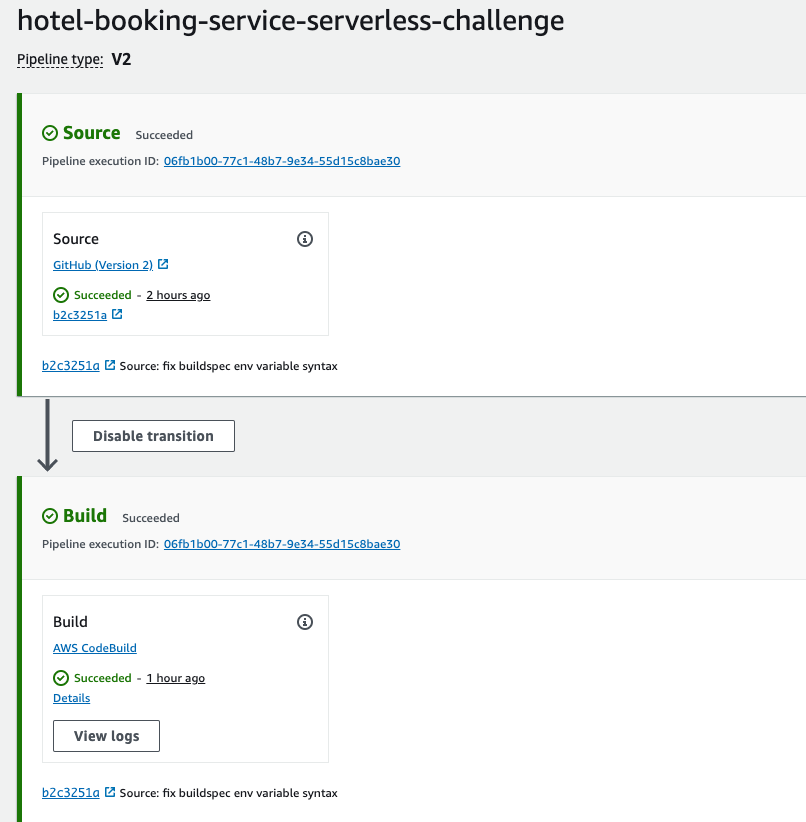 hotel-booking-service-serverless-challenge
Pipeline type: V2
Source Succeeded
Pipeline execution ID: 06fb1b00-77c1-48b7-9e34-55d15c8bae30
Source
GitHub (Version 2)
Succeeded - 2 hours ago
b2c3251a
b2c3251a Source: fix buildspec env variable syntax
Disable transition
Build Succeeded
Pipeline execution ID: 06fb1b00-77c1-48b7-9e34-55d15c8bae30
Build
AWS CodeBuild
Succeeded - 1 hour ago
Details
View logs
b2c3251a Source: fix buildspec env variable syntax